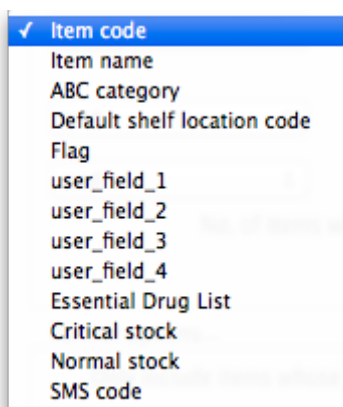 ✓ Item code
Item name
ABC category
Default shelf location code
Flag
user_field_1
user_field_2
user_field_3
user_field_4
Essential Drug List
Critical stock
Normal stock
SMS code